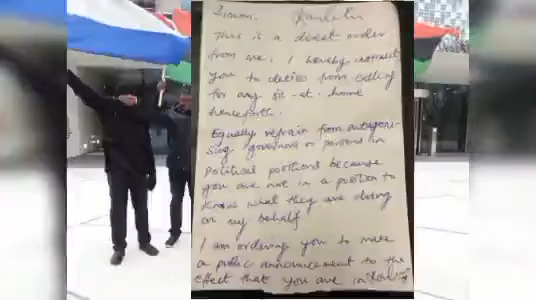 Simon,
This is a direct order
from me: I hereby instruct
you to desist from calling
for any sit-at-home
henceforth.
Equally refrain from antagoni-
sing governors or persons in
political positions because
you are not in a position to
know what they are doing
on my behalf
I am ordering you to make
a public announcement to the
effect that you are in